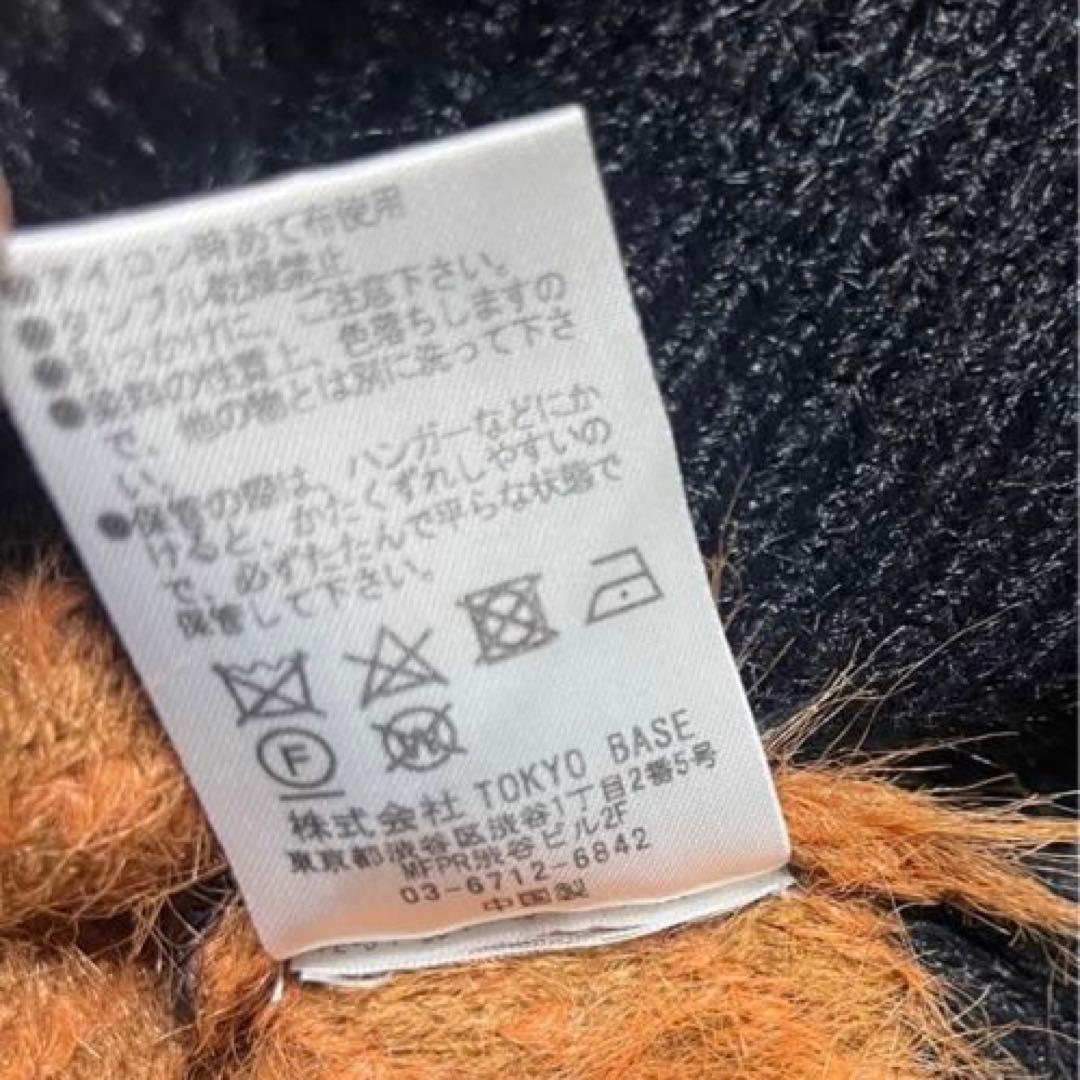 ●アイロン時あて布使用
●タンブル乾燥禁止
●引っかけに、ご注意下さい。
●染料の性質上、色落ちしますの
で、他の物とは別に洗って下さ
い。
●保管の際は、ハンガーなどにか
けると、かたくずれしやすいの
で、必ずたたんで平らな状態で
保管して下さい。
F W
株式会社 TOKYO BASE
東京都渋谷区渋谷1丁目2番5号
MFPR渋谷ビル2F
03-6712-6842
中国製